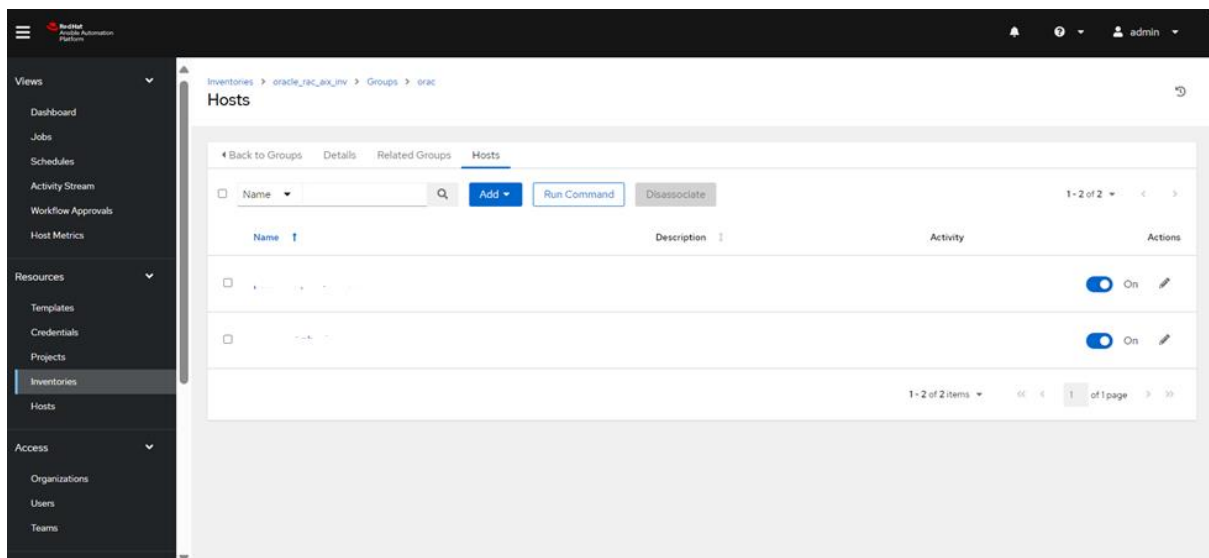 RedHat
Ansible Automation
Platform
admin
Views
Dashboard
Jobs
Schedules
Activity Stream
Workflow Approvals
Host Metrics
Resources
Templates
Credentials
Projects
Inventories
Hosts
Access
Organizations
Users
Teams
Inventories > oracle_rac_aix_inv > Groups > orac
Hosts
Back to Groups Details Related Groups Hosts
Name Add Run Command Disassociate 1 - 2 of 2
Name Description Activity Actions
On
On
1 - 2 of 2 items 1 of 1 page